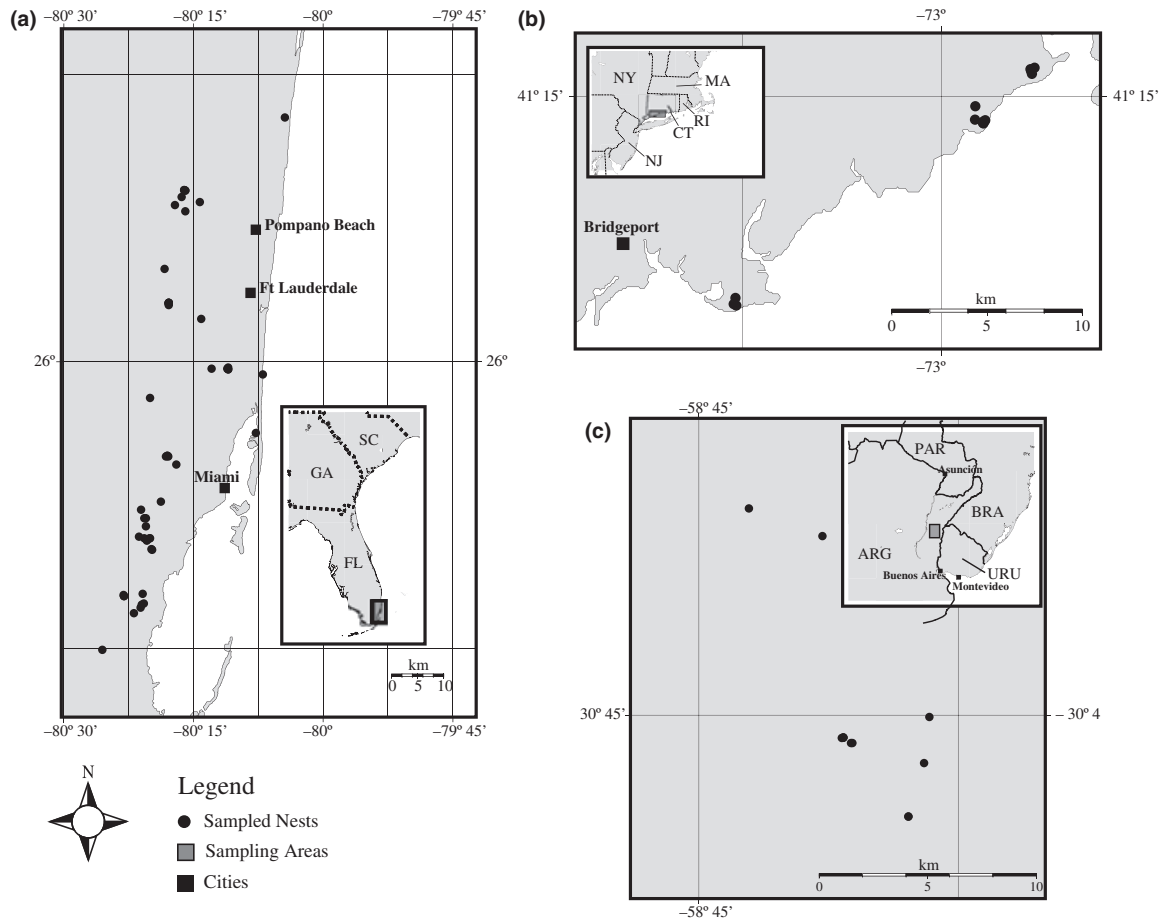 (a)
–80º 30’ –80º 15’ –80º –79º 45’
Pompano Beach
Ft Lauderdale
26º 26º
Miami
SC
GA
FL
km
0 5 10
–80º 30’ –80º 15’ –80º –79º 45’
(b)
–73º
NY
MA
RI
CT
NJ
41º 15’ 41º 15’
Bridgeport
km
0 5 10
–73º
(c)
–58º 45’
PAR
Asunción
BRA
ARG
URU
Buenos Aires
Montevideo
30º 45’ – 30º 4
km
0 5 10
–58º 45’
N
Legend
Sampled Nests
Sampling Areas
Cities